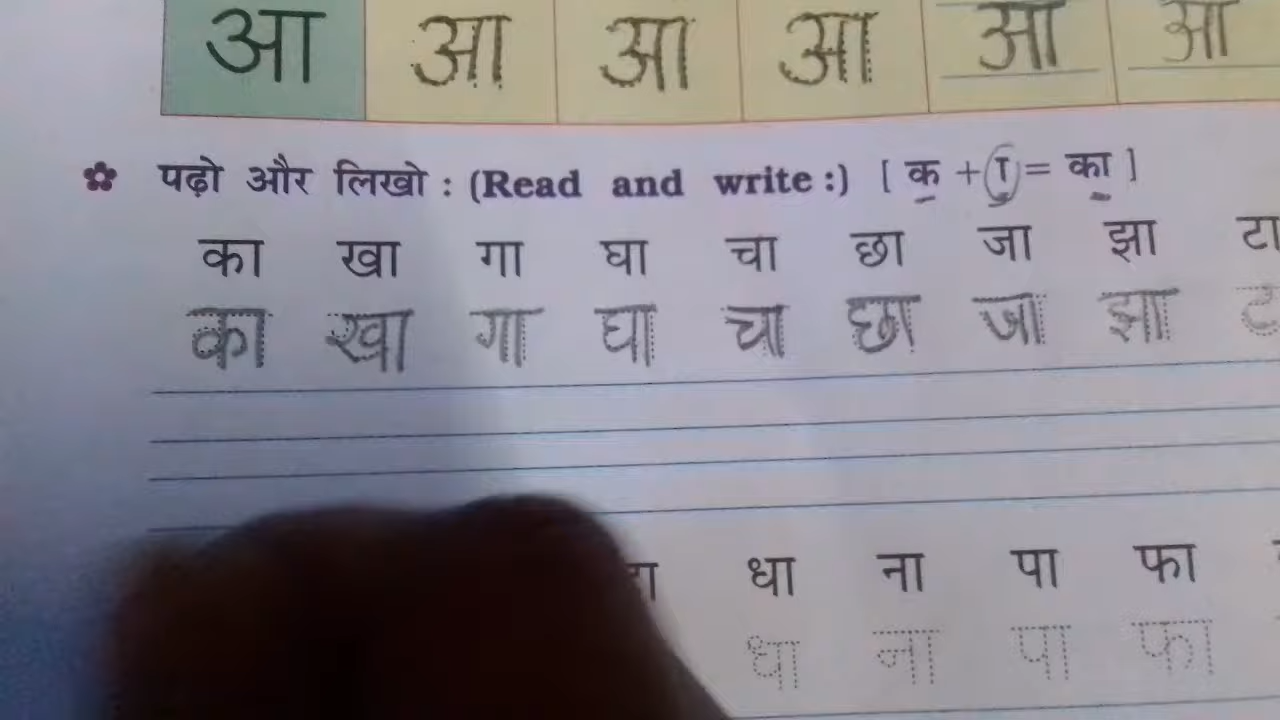 आ आ आ आ आ आ
पढ़ो और लिखो : (Read and write :) [ क + ा = का ]
का खा गा घा चा छा जा झा टा
का खा गा घा चा छा जा झा
धा ना पा फा
धा ना पा फा